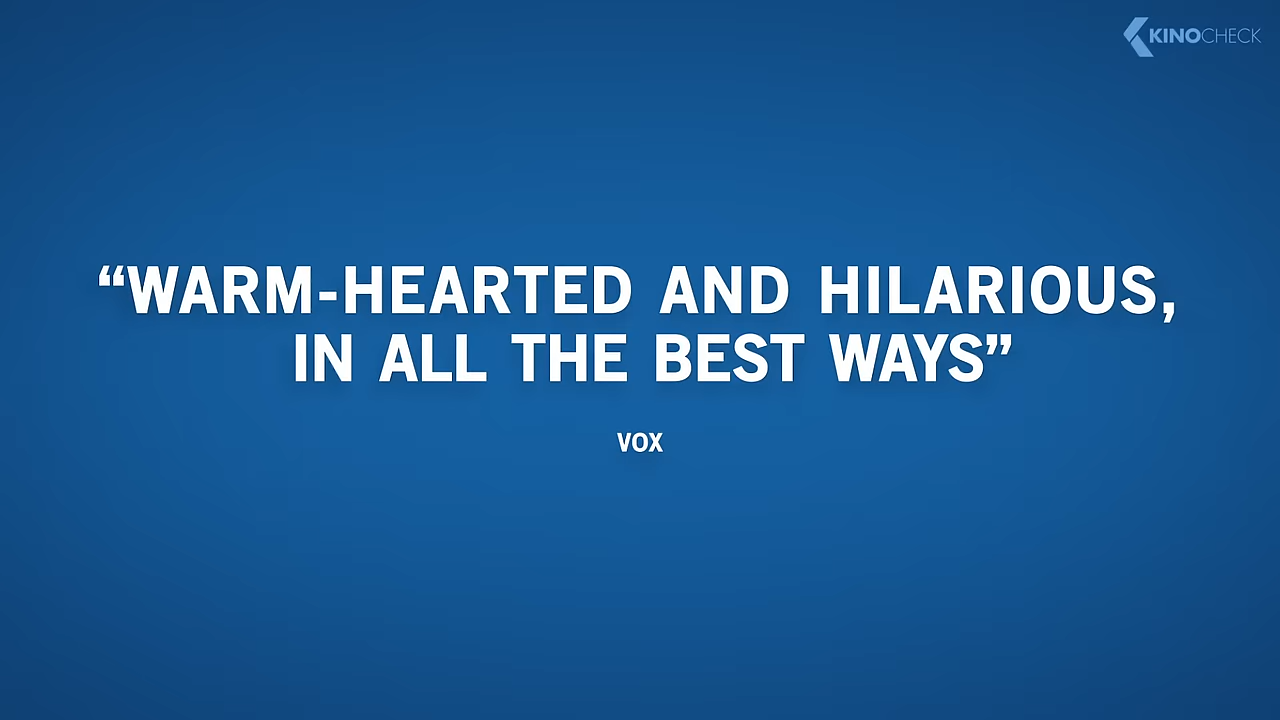 KINOCHECK
“WARM-HEARTED AND HILARIOUS,
IN ALL THE BEST WAYS”
VOX